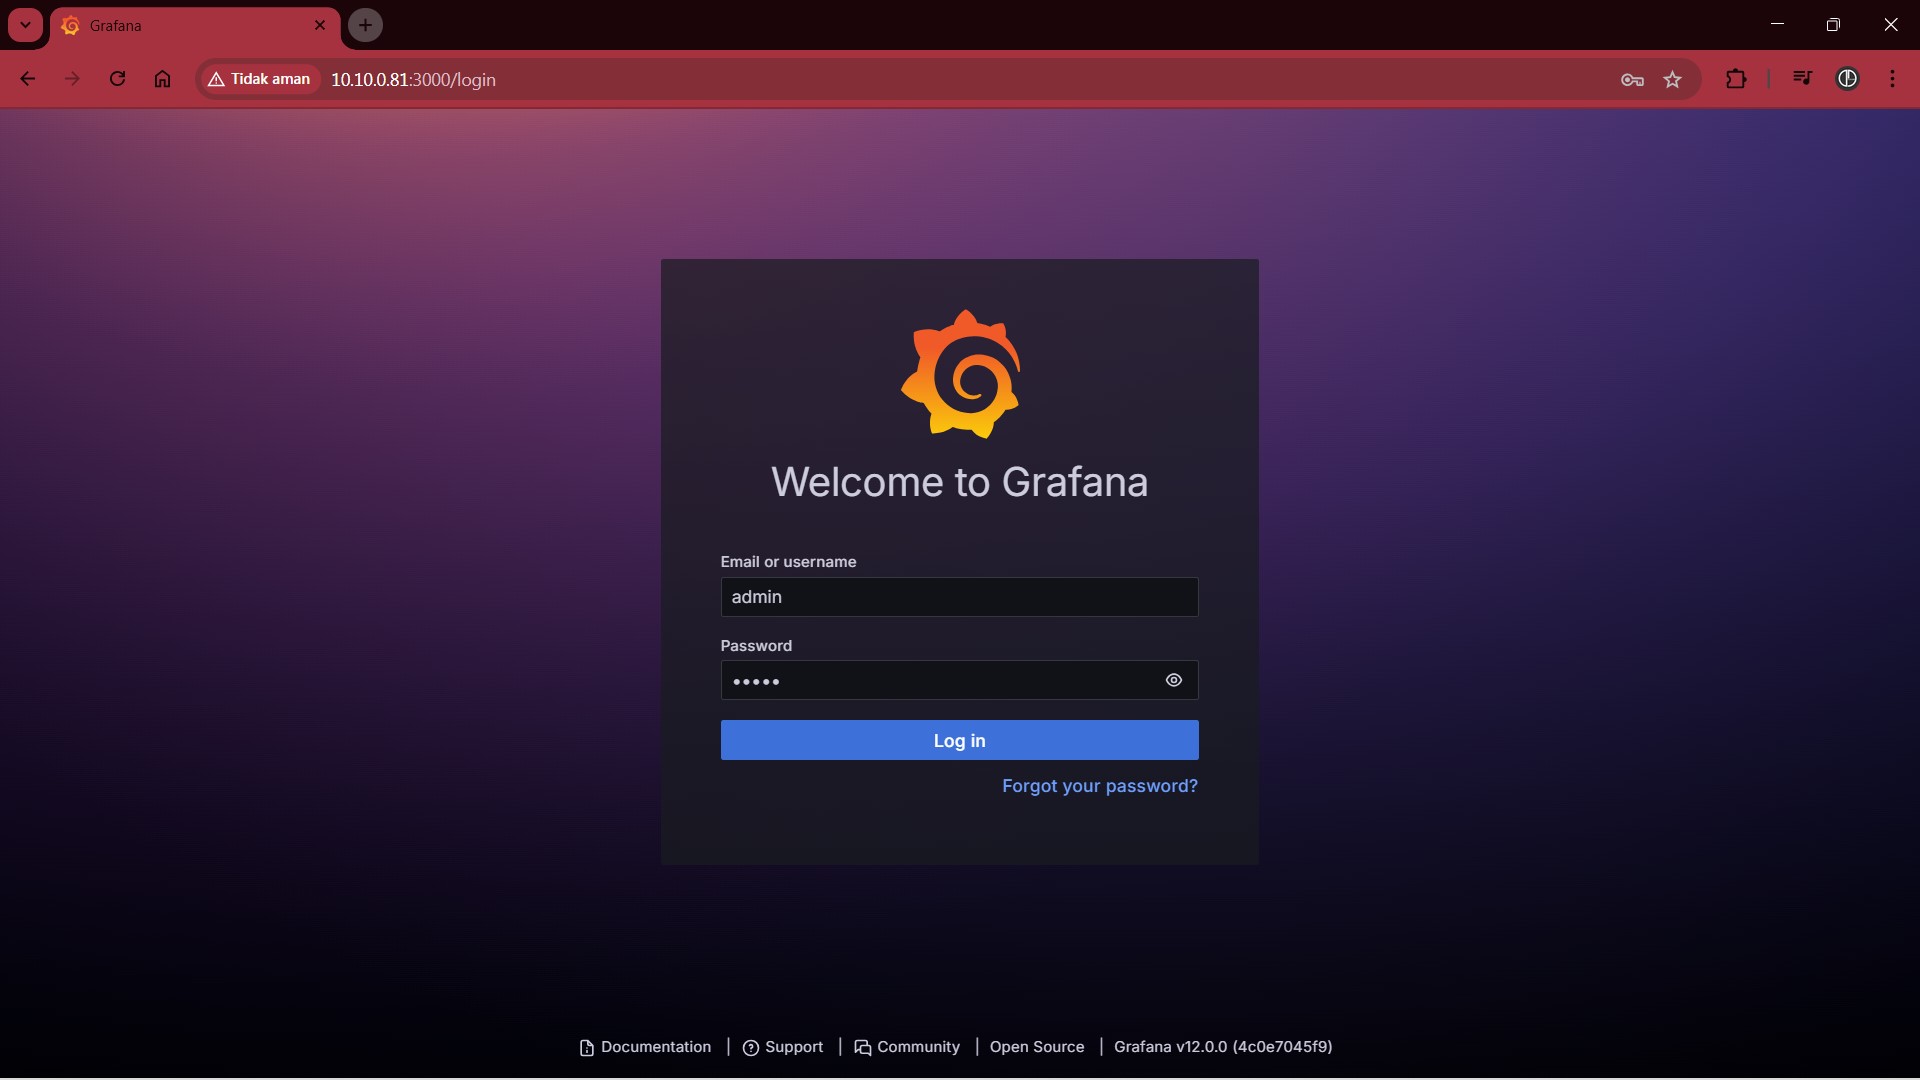 Grafana
Tidak aman
10.10.0.81:3000/login
Welcome to Grafana
Email or username
admin
Password
•••••
Log in
Forgot your password?
Documentation | Support | Community | Open Source | Grafana v12.0.0 (4c0e7045f9)